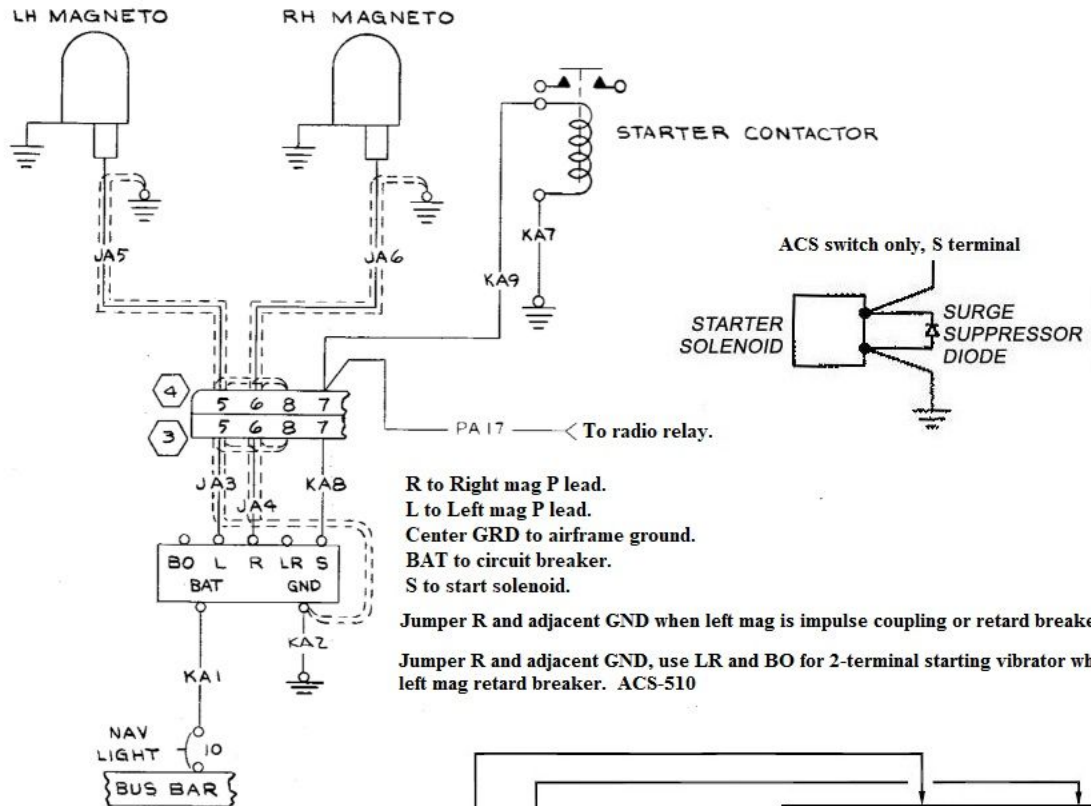 LH MAGNETO
RH MAGNETO
STARTER CONTACTOR
JA5
JA6
KA9
KA7
ACS switch only, S terminal
STARTER
SOLENOID
SURGE
SUPPRESSOR
DIODE
4
5 6 8 7
3
5 6 8 7
PA17
To radio relay.
JA3
JA4
KA8
BO L R LR S
BAT GND
R to Right mag P lead.
L to Left mag P lead.
Center GRD to airframe ground.
BAT to circuit breaker.
S to start solenoid.
Jumper R and adjacent GND when left mag is impulse coupling or retard breake
Jumper R and adjacent GND, use LR and BO for 2-terminal starting vibrator wh
left mag retard breaker. ACS-510
KA2
KA1
NAV
LIGHT
10
BUS BAR